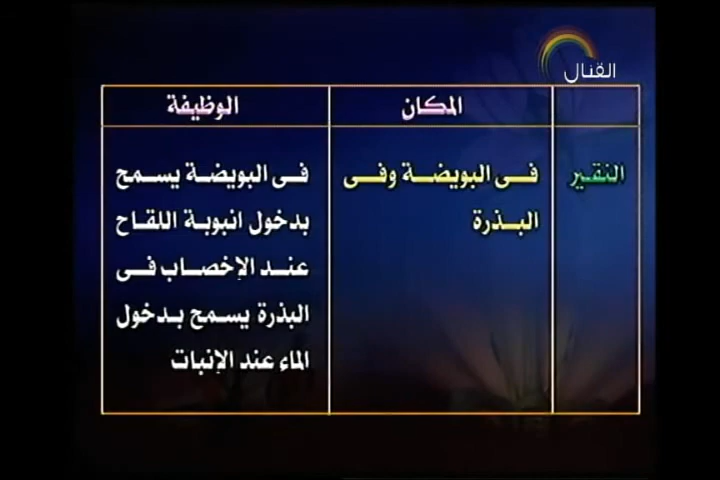 القنال
المكان
الوظيفة
النقير
فى البويضة وفى
البذرة
فى البويضة يسمح
بدخول انبوبة اللقاح
عند الإخصاب فى
البذرة يسمح بدخول
الماء عند الإنبات